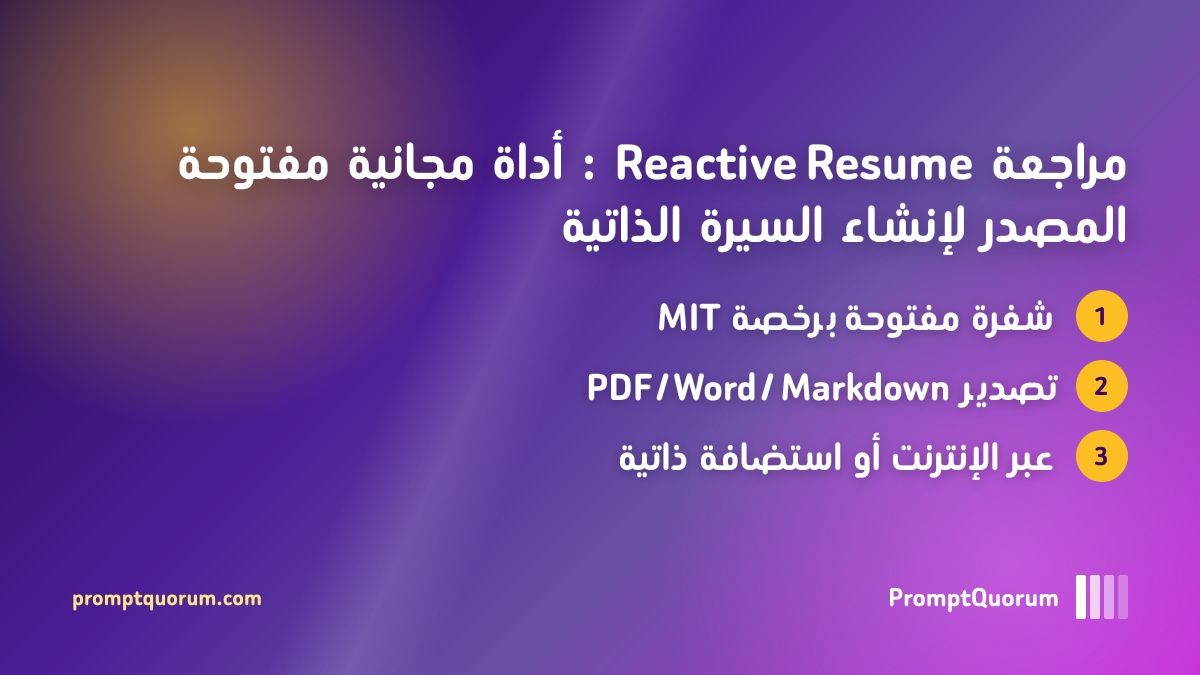 مراجعة Reactive Resume : أداة مجانية مفتوحة
المصدر لإنشاء السيرة الذاتية
1 شفرة مفتوحة برخصة MIT
2 تصدير PDF/Word/Markdown
3 عبر الإنترنت أو استضافة ذاتية
PromptQuorum
promptquorum.com